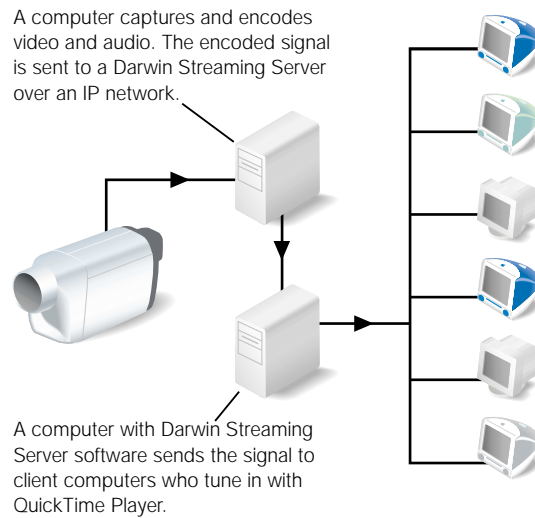 A computer captures and encodes
video and audio. The encoded signal
is sent to a Darwin Streaming Server
over an IP network.
A computer with Darwin Streaming
Server software sends the signal to
client computers who tune in with
QuickTime Player.